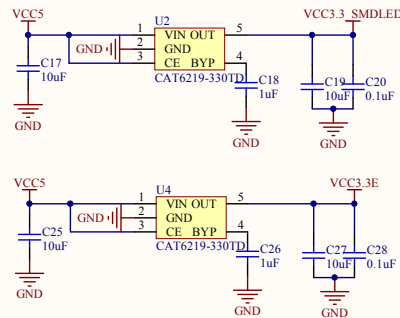 VCC5
U2
VCC3.3_SMDLED
1 VIN OUT 5
GND 2 GND
3 CE BYP 4
CAT6219-330TD
C17
10uF
C18
1uF
C19
10uF
C20
0.1uF
GND
GND
GND
VCC5
U4
VCC3.3E
1 VIN OUT 5
GND 2 GND
3 CE BYP 4
CAT6219-330TD
C25
10uF
C26
1uF
C27
10uF
C28
0.1uF
GND
GND
GND